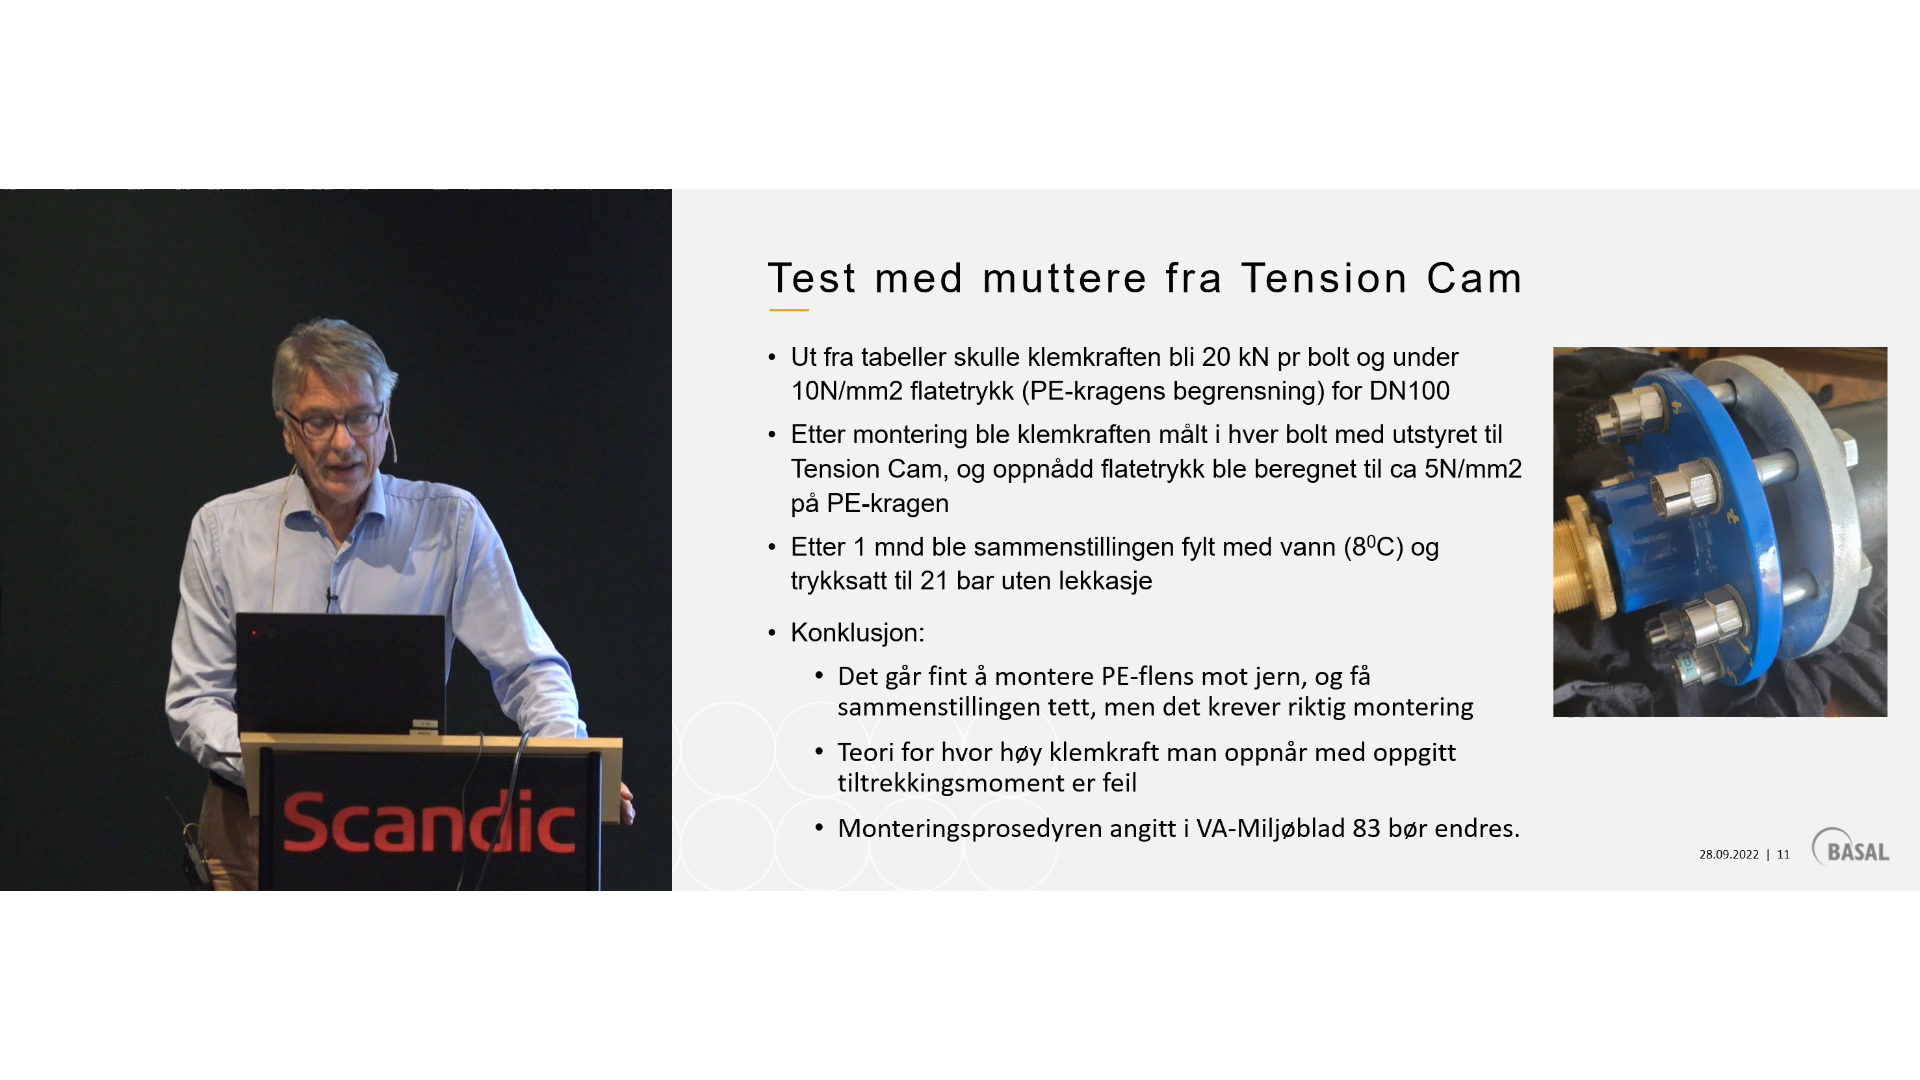 Test med muttere fra Tension Cam
• Ut fra tabeller skulle klemkraften bli 20 kN pr bolt og under
10N/mm2 flatetrykk (PE-kragens begrensning) for DN100
• Etter montering ble klemkraften målt i hver bolt med utstyret til
Tension Cam, og oppnådd flatetrykk ble beregnet til ca 5N/mm2
på PE-kragen
• Etter 1 mnd ble sammenstillingen fylt med vann (8⁰C) og
trykksatt til 21 bar uten lekkasje
• Konklusjon:
• Det går fint å montere PE-flens mot jern, og få
sammenstillingen tett, men det krever riktig montering
• Teori for hvor høy klemkraft man oppnår med oppgitt
tiltrekkingsmoment er feil
• Monteringsprosedyren angitt i VA-Miljøblad 83 bør endres.
28.09.2022 | 11
BASAL
Scandic